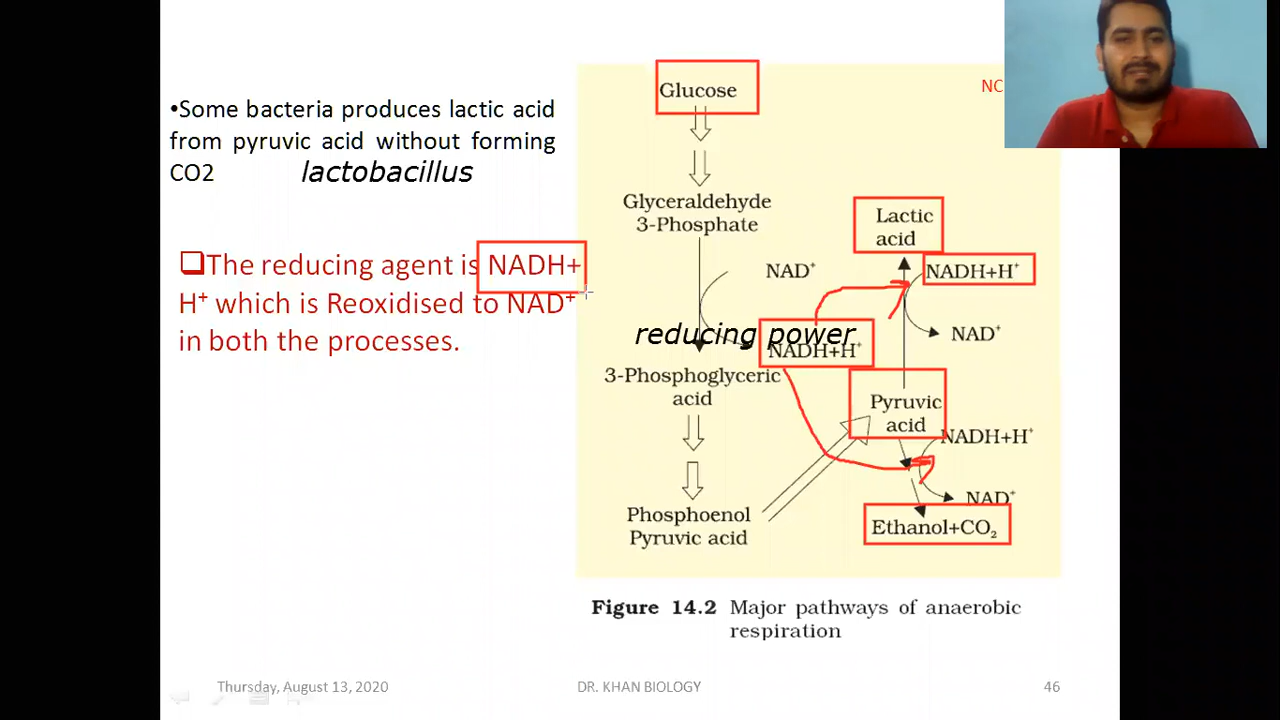 •Some bacteria produces lactic acid
from pyruvic acid without forming
CO2 lactobacillus
❑The reducing agent is NADH+
H⁺ which is Reoxidised to NAD⁺
in both the processes.
NC
Glucose
Glyceraldehyde
3-Phosphate
NAD⁺
reducing power
NADH+H⁺
3-Phosphoglyceric
acid
Phosphoenol
Pyruvic acid
Lactic
acid
NADH+H⁺
NAD⁺
Pyruvic
acid
NADH+H⁺
NAD⁺
Ethanol+CO₂
Figure 14.2 Major pathways of anaerobic
respiration
Thursday, August 13, 2020 DR. KHAN BIOLOGY 46